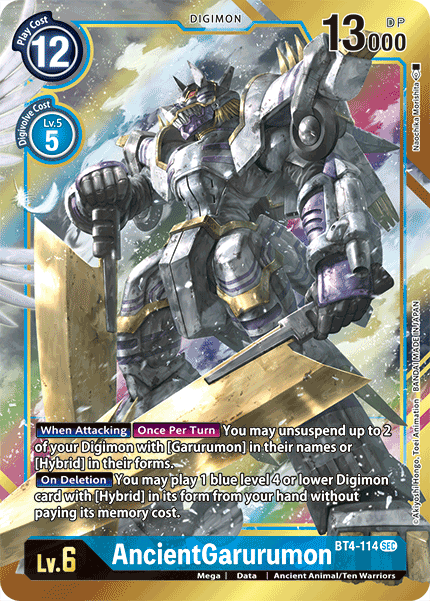 DIGIMON
Play Cost
12
13000
DP
Digivolve Cost
Lv.5
5
Naochika Morishita
When Attacking Once Per Turn You may unsuspend up to 2
of your Digimon with [Garurumon] in their names or
[Hybrid] in their forms.
On Deletion You may play 1 blue level 4 or lower Digimon
card with [Hybrid] in its form from your hand without
paying its memory cost.
©Akiyoshi Hongo, Toei Animation BANDAI MADE IN JAPAN
BT4-114 SEC
Lv.6
AncientGarurumon
Mega | Data | Ancient Animal/Ten Warriors